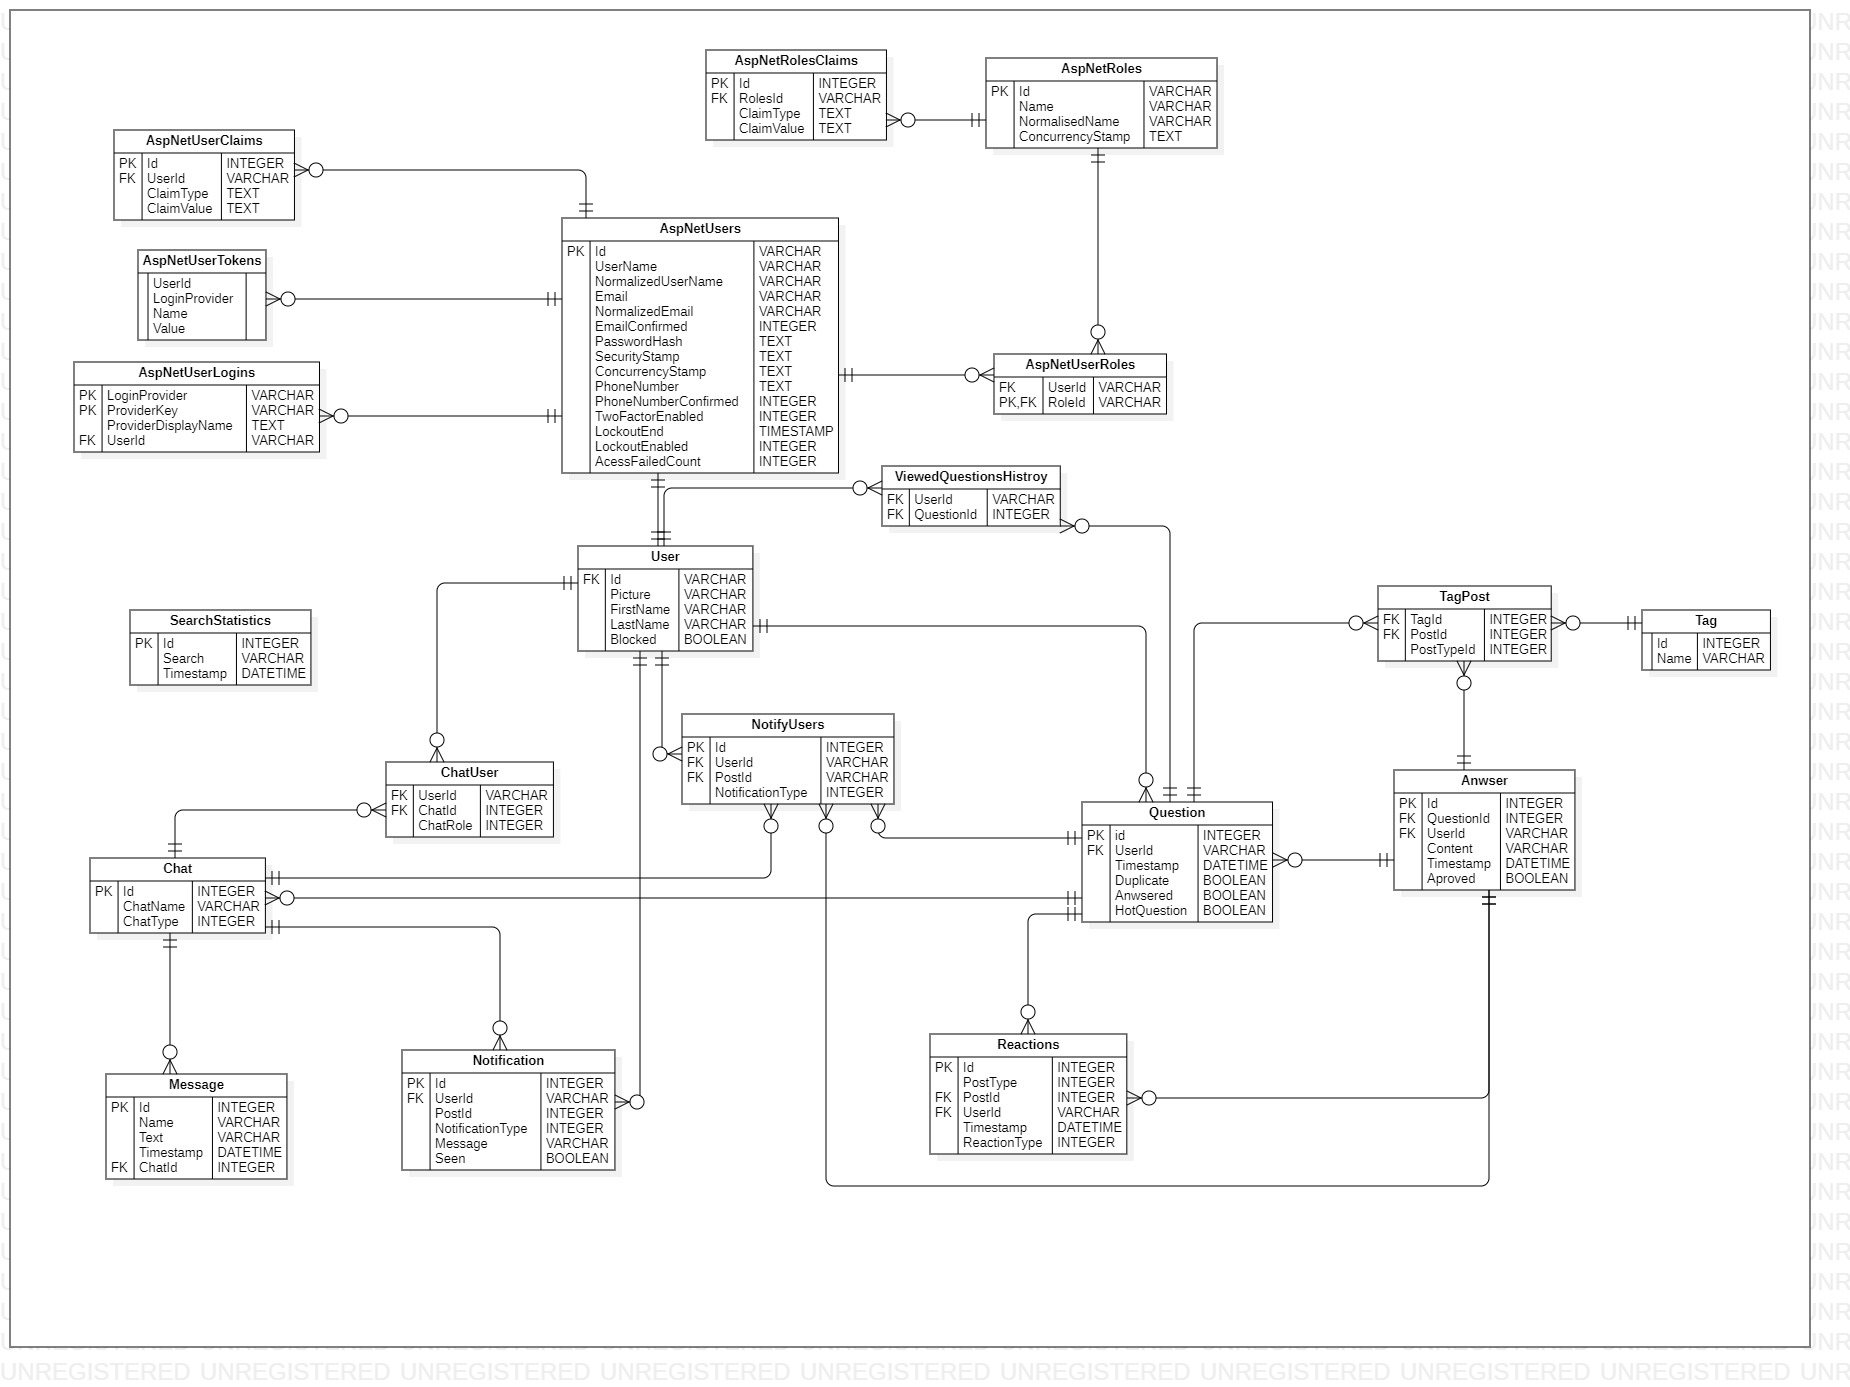 AspNetRolesClaims
PK Id INTEGER
FK RolesId VARCHAR
ClaimType TEXT
ClaimValue TEXT
AspNetRoles
PK Id VARCHAR
Name VARCHAR
NormalisedName VARCHAR
ConcurrencyStamp TEXT
AspNetUserClaims
PK Id INTEGER
FK UserId VARCHAR
ClaimType TEXT
ClaimValue TEXT
AspNetUsers
PK Id VARCHAR
UserName VARCHAR
NormalizedUserName VARCHAR
Email VARCHAR
NormalizedEmail VARCHAR
EmailConfirmed INTEGER
PasswordHash TEXT
SecurityStamp TEXT
ConcurrencyStamp TEXT
PhoneNumber TEXT
PhoneNumberConfirmed INTEGER
TwoFactorEnabled INTEGER
LockoutEnd TIMESTAMP
LockoutEnabled INTEGER
AcessFailedCount INTEGER
AspNetUserTokens
UserId
LoginProvider
Name
Value
AspNetUserLogins
PK LoginProvider VARCHAR
PK ProviderKey VARCHAR
ProviderDisplayName TEXT
FK UserId VARCHAR
AspNetUserRoles
FK UserId VARCHAR
PK,FK RoleId VARCHAR
ViewedQuestionsHistroy
FK UserId VARCHAR
FK QuestionId INTEGER
User
FK Id VARCHAR
Picture VARCHAR
FirstName VARCHAR
LastName VARCHAR
Blocked BOOLEAN
SearchStatistics
PK Id INTEGER
Search VARCHAR
Timestamp DATETIME
TagPost
FK TagId INTEGER
FK PostId INTEGER
PostTypeId INTEGER
Tag
Id INTEGER
Name VARCHAR
NotifyUsers
PK Id INTEGER
FK UserId VARCHAR
FK PostId VARCHAR
NotificationType INTEGER
ChatUser
FK UserId VARCHAR
FK ChatId INTEGER
ChatRole INTEGER
Anwser
PK Id INTEGER
FK QuestionId INTEGER
FK UserId VARCHAR
Content VARCHAR
Timestamp DATETIME
Aproved BOOLEAN
Question
PK id INTEGER
FK UserId VARCHAR
Timestamp DATETIME
Duplicate BOOLEAN
Anwsered BOOLEAN
HotQuestion BOOLEAN
Chat
PK Id INTEGER
ChatName VARCHAR
ChatType INTEGER
Message
PK Id INTEGER
Name VARCHAR
Text VARCHAR
Timestamp DATETIME
FK ChatId INTEGER
Notification
PK Id INTEGER
FK UserId VARCHAR
PostId INTEGER
NotificationType INTEGER
Message VARCHAR
Seen BOOLEAN
Reactions
PK Id INTEGER
PostType INTEGER
FK PostId INTEGER
FK UserId VARCHAR
Timestamp DATETIME
ReactionType INTEGER
UNREGISTERED UNREGISTERED UNREGISTERED UNREGISTERED UNREGISTERED UNREGISTERED UNREGISTERED UNREGISTERED UNREGISTERED UNR